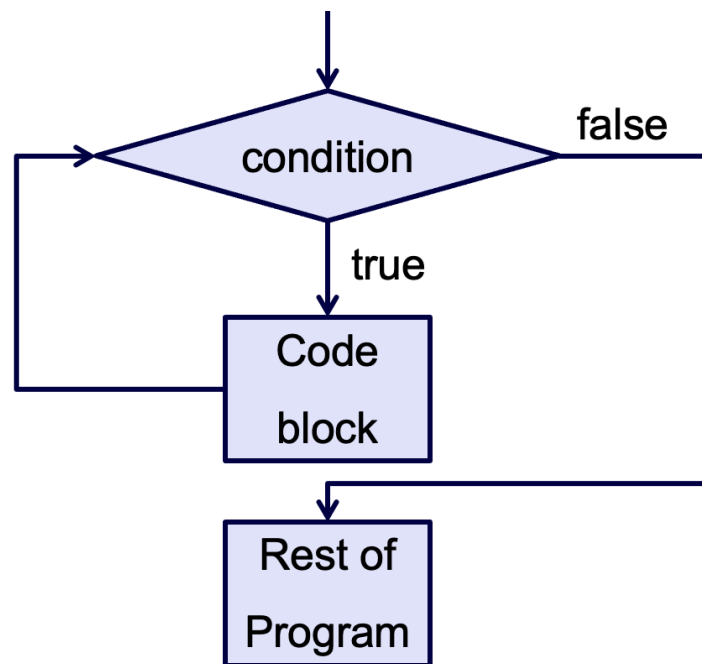 condition
false
true
Code
block
Rest of
Program